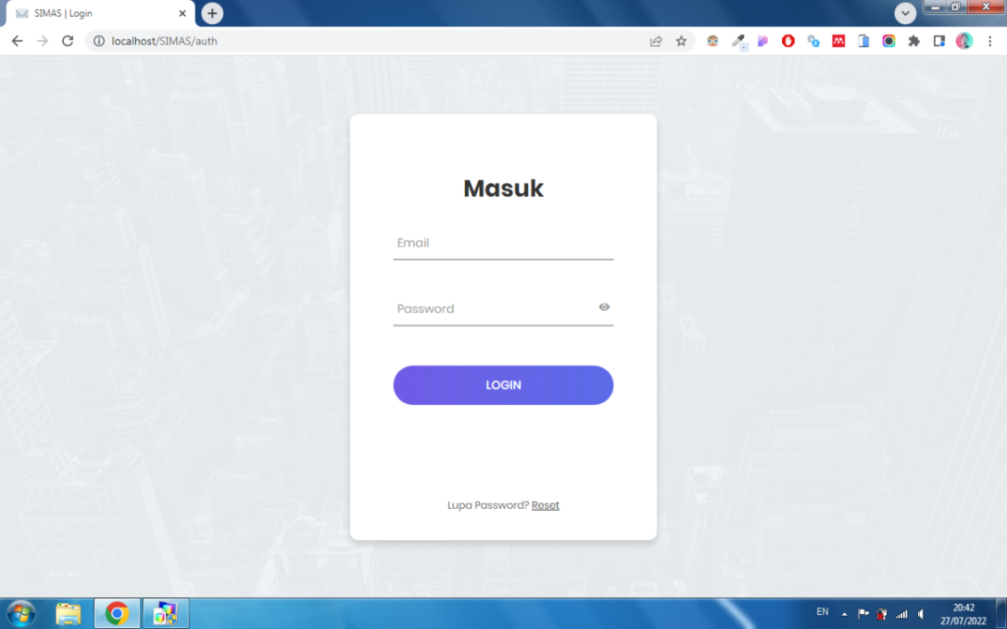 SIMAS | Login
localhost/SIMAS/auth
Masuk
Email
Password
LOGIN
Lupa Password? Reset
EN
20:42
27/07/2022